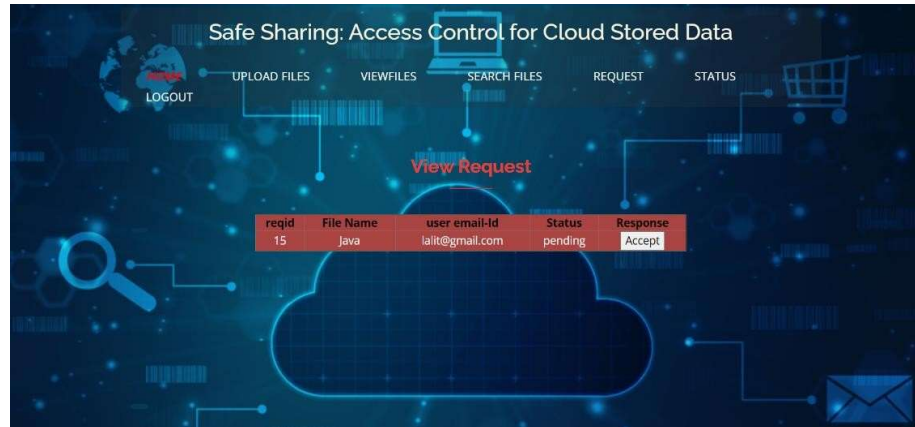 Safe Sharing: Access Control for Cloud Stored Data
HOME UPLOAD FILES VIEWFILES SEARCH FILES REQUEST STATUS
LOGOUT
View Request
reqid File Name user email-Id Status Response
15 Java lalit@gmail.com pending Accept